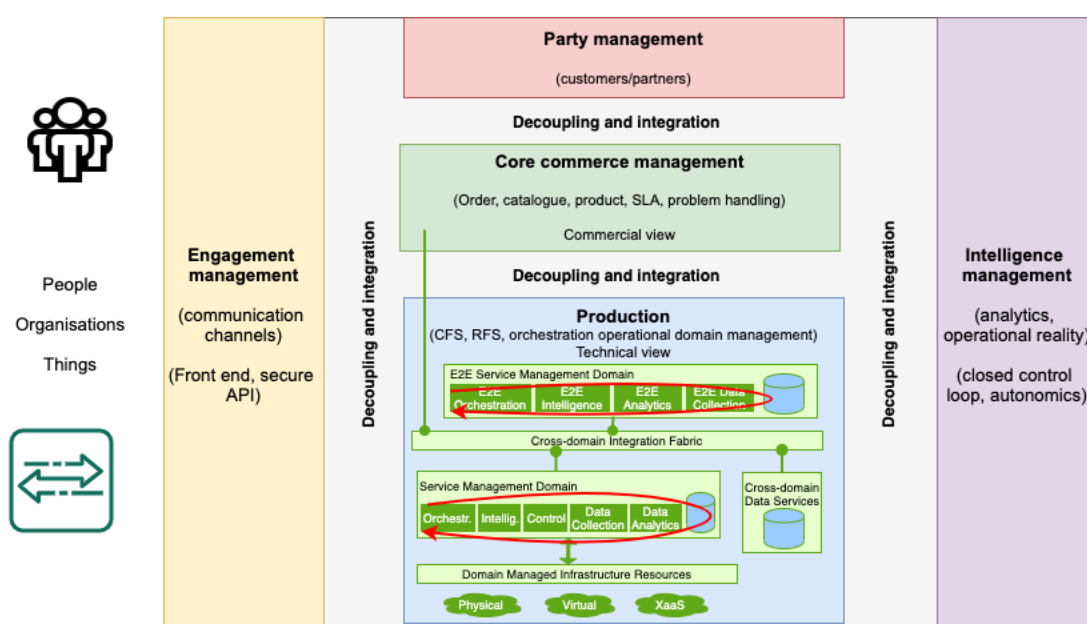 People
Organisations
Things
Engagement
management
(communication
channels)
(Front end, secure
API)
Decoupling and integration
Party management
(customers/partners)
Decoupling and integration
Core commerce management
(Order, catalogue, product, SLA, problem handling)
Commercial view
Decoupling and integration
Production
(CFS, RFS, orchestration operational domain management)
Technical view
E2E Service Management Domain
E2E
Orchestration
E2E
Intelligence
E2E
Analytics
E2E Data
Collection
Cross-domain Integration Fabric
Service Management Domain
Orchestr.
Intellig.
Control
Data
Collection
Data
Analytics
Cross-domain
Data Services
Domain Managed Infrastructure Resources
Physical
Virtual
XaaS
Decoupling and integration
Intelligence
management
(analytics,
operational reality)
(closed control
loop, autonomics)